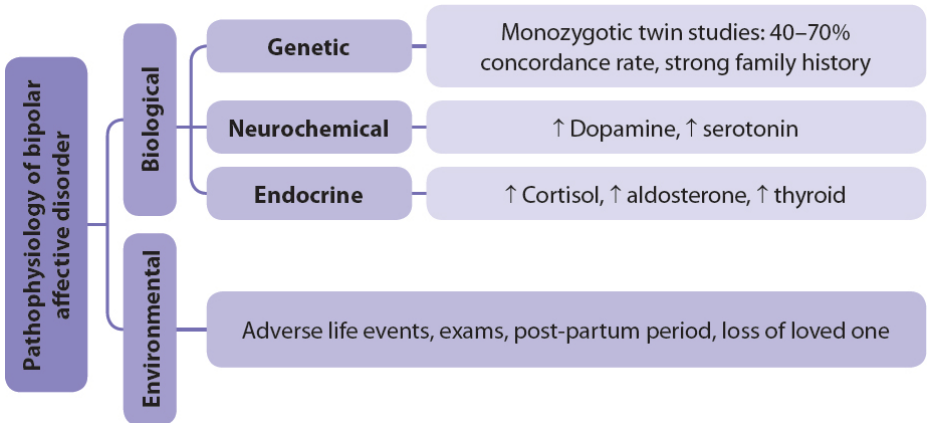 Pathophysiology of bipolar
affective disorder
Biological
Genetic
Monozygotic twin studies: 40–70%
concordance rate, strong family history
Neurochemical
↑ Dopamine, ↑ serotonin
Endocrine
↑ Cortisol, ↑ aldosterone, ↑ thyroid
Environmental
Adverse life events, exams, post-partum period, loss of loved one